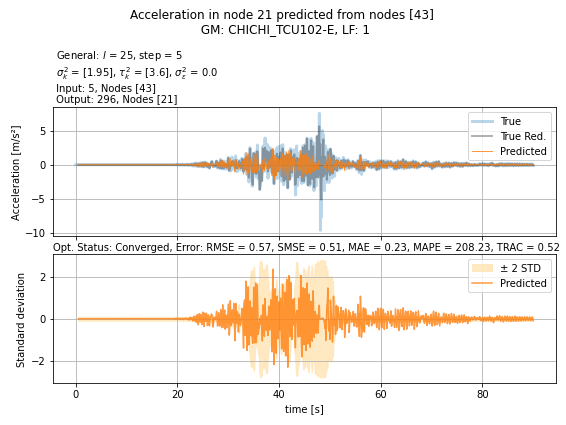 Acceleration in node 21 predicted from nodes [43]
GM: CHICHI_TCU102-E, LF: 1
General: l = 25, step = 5
σ²ₖ = [1.95], τ²ₖ = [3.6], σ²ε = 0.0
Input: 5, Nodes [43]
Output: 296, Nodes [21]
Acceleration [m/s²]
5
0
−5
−10
True
True Red.
Predicted
Opt. Status: Converged, Error: RMSE = 0.57, SMSE = 0.51, MAE = 0.23, MAPE = 208.23, TRAC = 0.52
Standard deviation
2
0
−2
± 2 STD
Predicted
0 20 40 60 80
time [s]